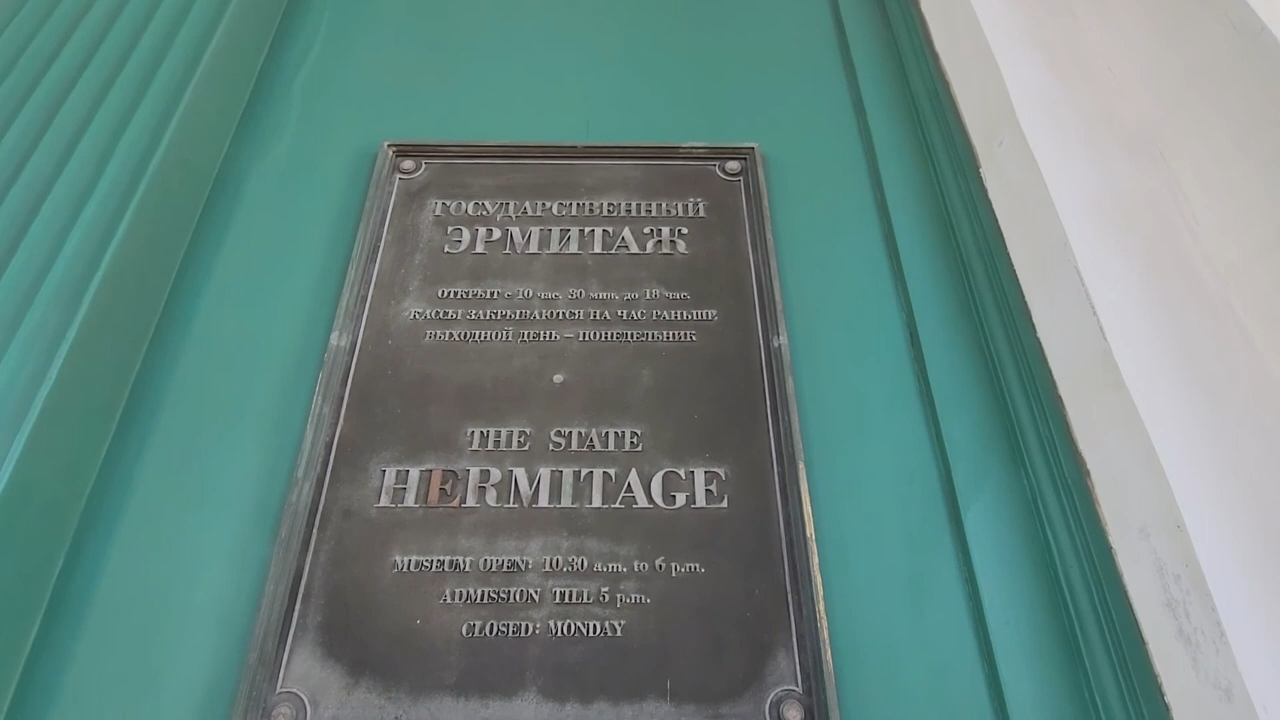 ГОСУДАРСТВЕННЫЙ
ЭРМИТАЖ
ОТКРЫТ с 10 час. 30 мин. до 18 час.
КАССЫ ЗАКРЫВАЮТСЯ НА ЧАС РАНЬШЕ
ВЫХОДНОЙ ДЕНЬ – ПОНЕДЕЛЬНИК
THE STATE
HERMITAGE
MUSEUM OPEN: 10.30 a.m. to 6 p.m.
ADMISSION TILL 5 p.m.
CLOSED: MONDAY